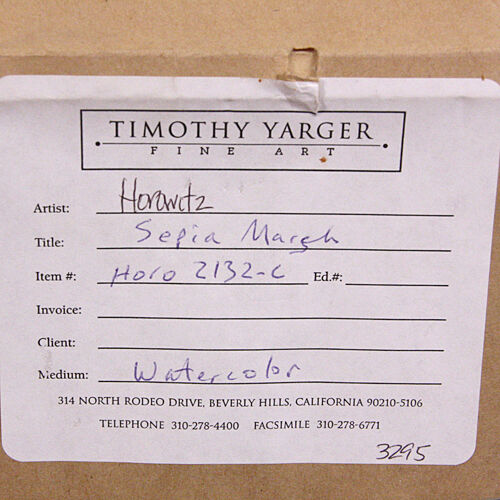 TIMOTHY YARGER
FINE ART
Artist: Horowitz
Title: Sepia Marsh
Item #: Horo 2132-C Ed.#:
Invoice:
Client:
Medium: Watercolor
314 NORTH RODEO DRIVE, BEVERLY HILLS, CALIFORNIA 90210-5106
TELEPHONE 310-278-4400 FACSIMILE 310-278-6771
3295